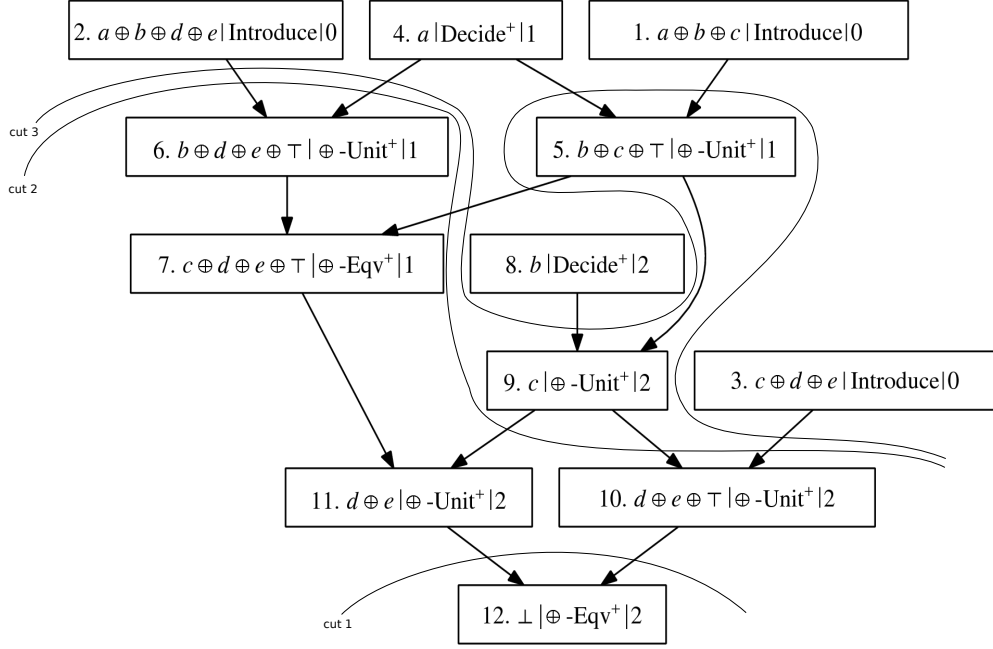 2. a ⊕ b ⊕ d ⊕ e | Introduce|0
4. a |Decide⁺|1
1. a ⊕ b ⊕ c | Introduce|0
cut 3
6. b ⊕ d ⊕ e ⊕ ⊤ | ⊕ -Unit⁺|1
5. b ⊕ c ⊕ ⊤ | ⊕ -Unit⁺|1
cut 2
7. c ⊕ d ⊕ e ⊕ ⊤ |⊕ -Eqv⁺|1
8. b |Decide⁺|2
9. c |⊕ -Unit⁺|2
3. c ⊕ d ⊕ e | Introduce|0
11. d ⊕ e |⊕ -Unit⁺|2
10. d ⊕ e ⊕ ⊤ |⊕ -Unit⁺|2
12. ⊥ |⊕ -Eqv⁺|2
cut 1